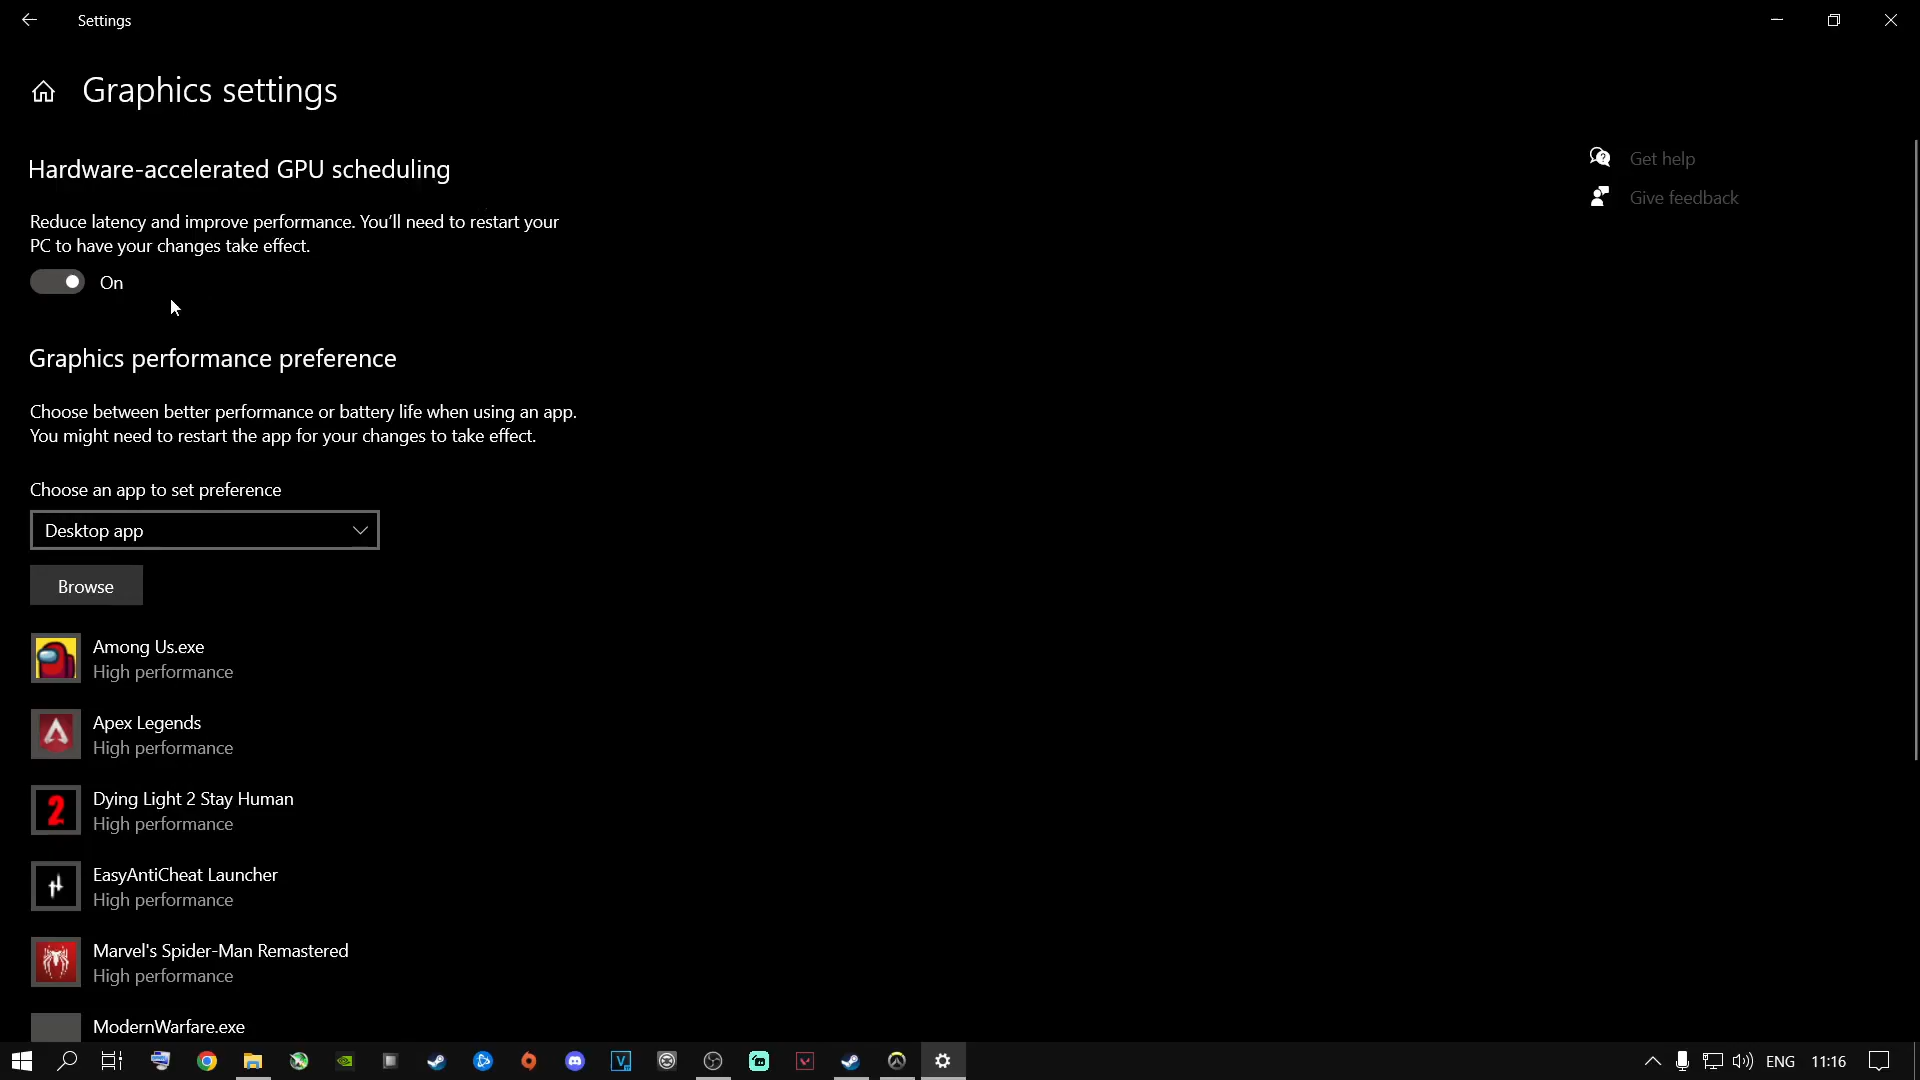 Settings
Graphics settings
Hardware-accelerated GPU scheduling
Reduce latency and improve performance. You'll need to restart your
PC to have your changes take effect.
On
Get help
Give feedback
Graphics performance preference
Choose between better performance or battery life when using an app.
You might need to restart the app for your changes to take effect.
Choose an app to set preference
Desktop app
Browse
Among Us.exe
High performance
Apex Legends
High performance
2
Dying Light 2 Stay Human
High performance
EasyAntiCheat Launcher
High performance
Marvel's Spider-Man Remastered
High performance
ModernWarfare.exe
V
ENG
11:16